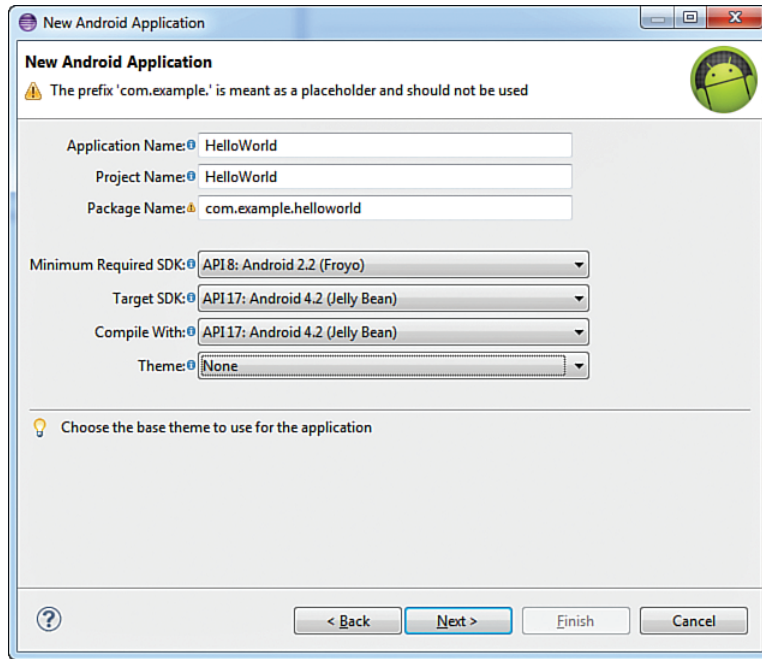 New Android Application
New Android Application
The prefix 'com.example.' is meant as a placeholder and should not be used
Application Name: HelloWorld
Project Name: HelloWorld
Package Name: com.example.helloworld
Minimum Required SDK: API 8: Android 2.2 (Froyo)
Target SDK: API 17: Android 4.2 (Jelly Bean)
Compile With: API 17: Android 4.2 (Jelly Bean)
Theme: None
Choose the base theme to use for the application
? < Back Next > Finish Cancel